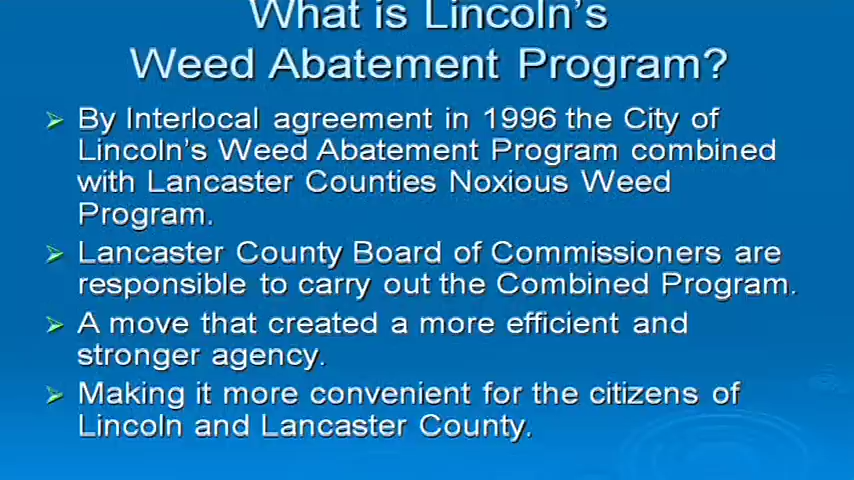 What is Lincoln's
Weed Abatement Program?
➢ By Interlocal agreement in 1996 the City of
Lincoln's Weed Abatement Program combined
with Lancaster Counties Noxious Weed
Program.
➢ Lancaster County Board of Commissioners are
responsible to carry out the Combined Program.
➢ A move that created a more efficient and
stronger agency.
➢ Making it more convenient for the citizens of
Lincoln and Lancaster County.